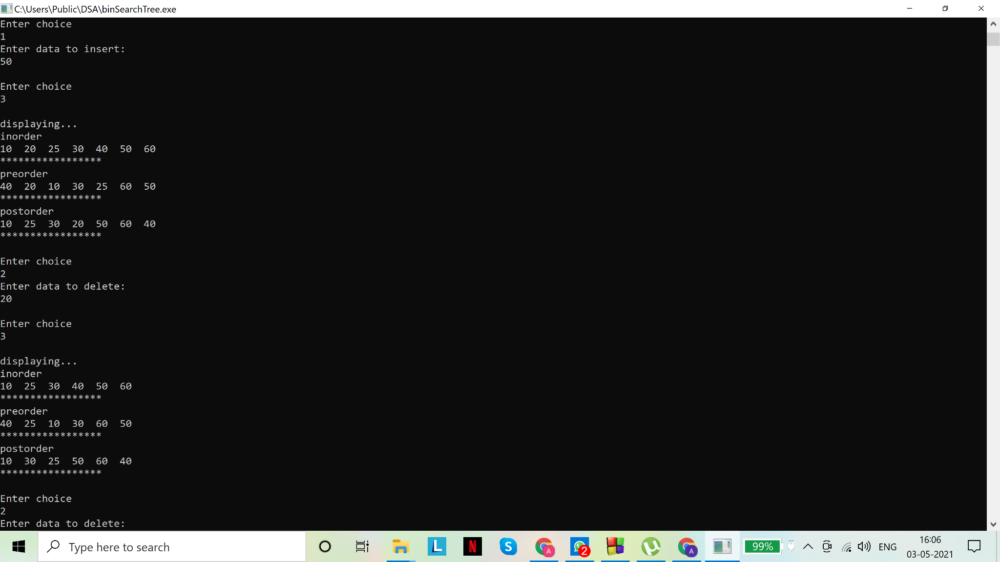 C:\Users\Public\DSA\binSearchTree.exe
Enter choice
1
Enter data to insert:
50
Enter choice
3
displaying...
inorder
10 20 25 30 40 50 60
*****************
preorder
40 20 10 30 25 60 50
*****************
postorder
10 25 30 20 50 60 40
*****************
Enter choice
2
Enter data to delete:
20
Enter choice
3
displaying...
inorder
10 25 30 40 50 60
*****************
preorder
40 25 10 30 60 50
*****************
postorder
10 30 25 50 60 40
*****************
Enter choice
2
Enter data to delete:
Type here to search
L
N
S
A
2
A
99%
ENG
16:06
03-05-2021